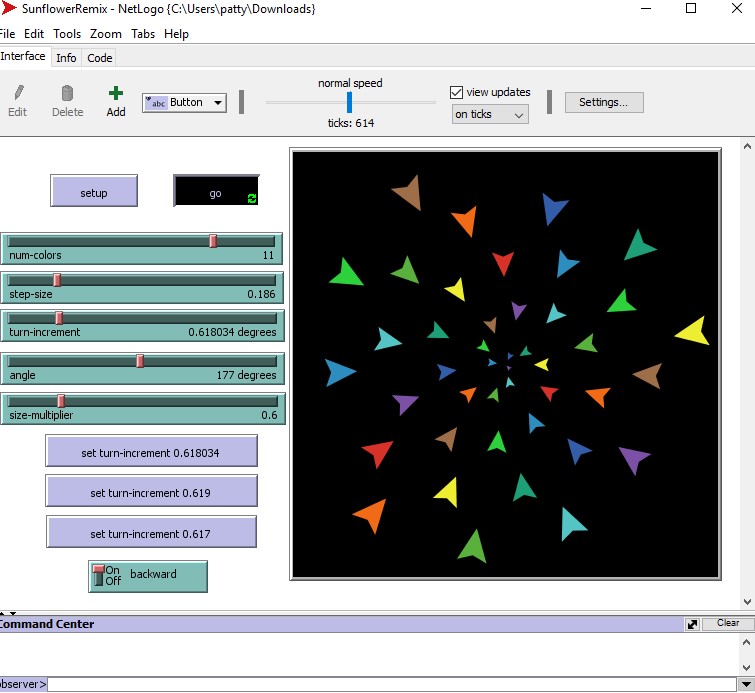 SunflowerRemix - NetLogo {C:\Users\patty\Downloads}
File Edit Tools Zoom Tabs Help
Interface Info Code
normal speed
view updates
Edit Delete Add abc Button on ticks Settings...
ticks: 614
setup go
num-colors 11
step-size 0.186
turn-increment 0.618034 degrees
angle 177 degrees
size-multiplier 0.6
set turn-increment 0.618034
set turn-increment 0.619
set turn-increment 0.617
On
Off
backward
Command Center Clear
observer>